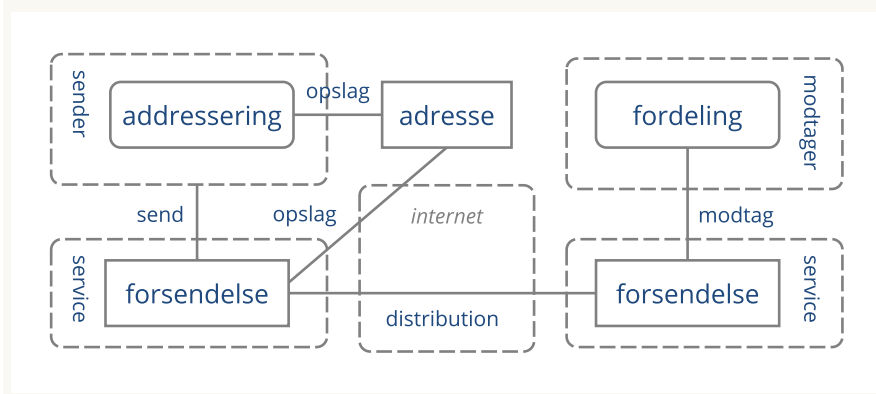 sender
addressering
opslag
adresse
fordeling
modtager
send
opslag
internet
modtag
service
forsendelse
distribution
forsendelse
service